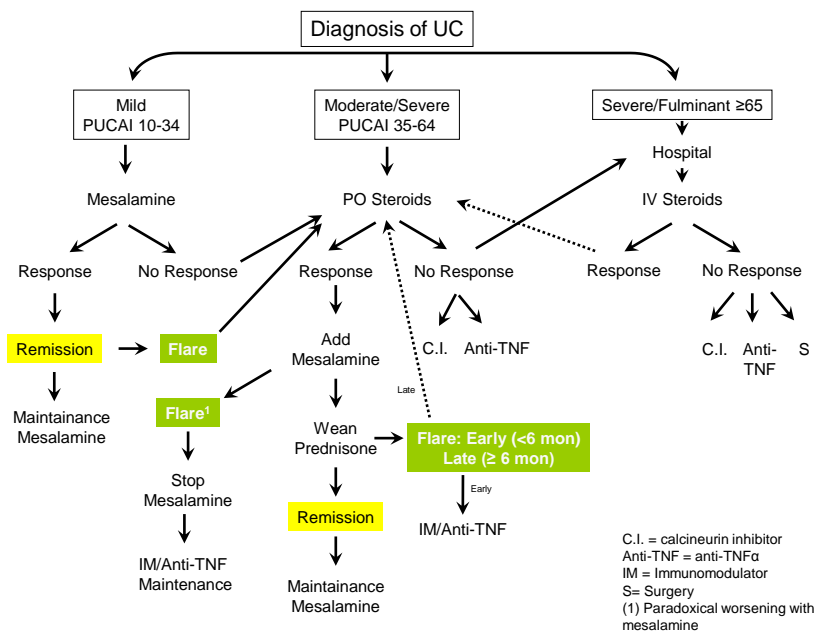 Diagnosis of UC
Mild
PUCAI 10-34
Moderate/Severe
PUCAI 35-64
Severe/Fulminant ≥65
Hospital
Mesalamine
PO Steroids
IV Steroids
Response
No Response
Response
No Response
Response
No Response
Remission
Flare
Add
Mesalamine
C.I.
Anti-TNF
C.I.
Anti-
TNF
S
Maintainance
Mesalamine
Flare¹
Late
Wean
Prednisone
Flare: Early (<6 mon)
Late (≥ 6 mon)
Stop
Mesalamine
Early
Remission
IM/Anti-TNF
IM/Anti-TNF
Maintenance
Maintainance
Mesalamine
C.I. = calcineurin inhibitor
Anti-TNF = anti-TNFα
IM = Immunomodulator
S= Surgery
(1) Paradoxical worsening with
mesalamine